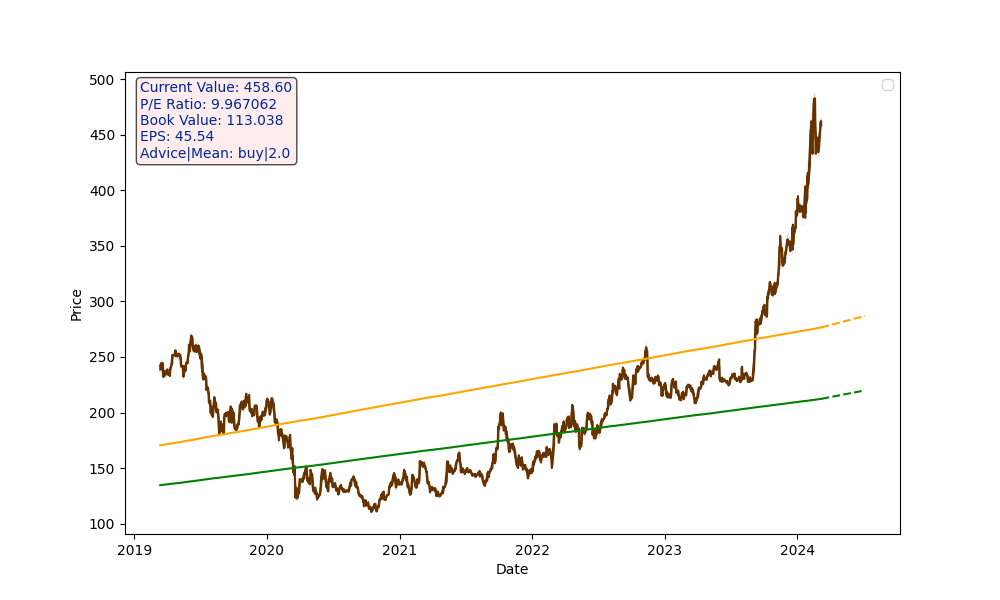 Current Value: 458.60
P/E Ratio: 9.967062
Book Value: 113.038
EPS: 45.54
Advice|Mean: buy|2.0
500
450
400
350
300
250
200
150
100
Price
2019 2020 2021 2022 2023 2024
Date